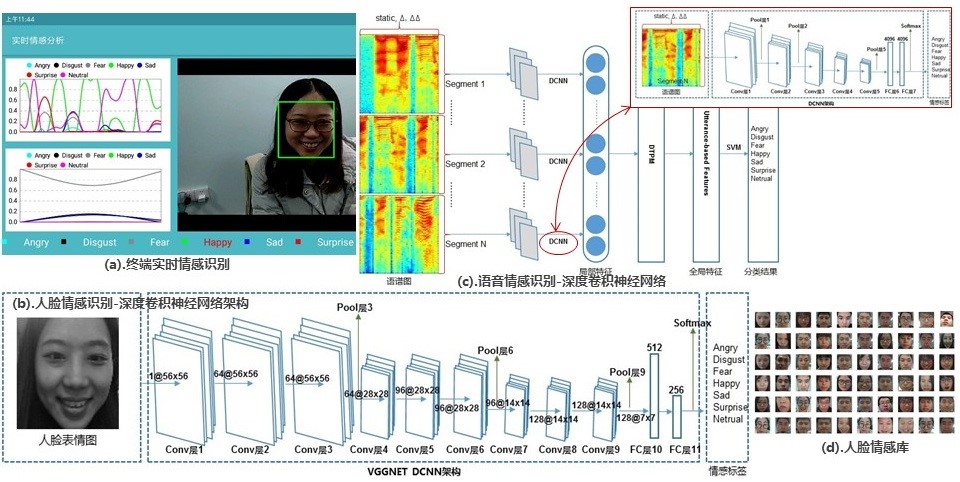 上午11:44
实时情感分析
Angry Disgust Fear Happy Sad
Surprise Neutral
0.8
0.6
0.4
0.2
0.0
Angry Disgust Fear Happy Sad
Surprise Neutral
0.8
0.6
0.4
0.2
0.0
Angry Disgust Fear Happy Sad Surprise
(a).终端实时情感识别
static, Δ, ΔΔ
Segment 1
Segment 2
Segment N
语谱图
DCNN
DCNN
DCNN
局部特征
DTPM
Utterance-based Features
全局特征
SVM
Angry
Disgust
Fear
Happy
Sad
Surprise
Netrual
分类结果
static, Δ, ΔΔ
Segment N
语谱图
Pool层1
Pool层2
Pool层5
4096
4096
Softmax
Conv层1
Conv层2
Conv层3
Conv层4
Conv层5
FC层6
FC层7
DCNN架构
Angry
Disgust
Fear
Happy
Sad
Surprise
Netrual
情感标签
(c).语音情感识别-深度卷积神经网络
(b).人脸情感识别-深度卷积神经网络架构
人脸表情图
Pool层3
Pool层6
Pool层9
Softmax
1@56x56
64@56x56
64@56x56
64@28x28
96@28x28
96@28x28
96@14x14
128@14x14
128@14x14
128@7x7
512
256
Conv层1
Conv层2
Conv层3
Conv层4
Conv层5
Conv层6
Conv层7
Conv层8
Conv层9
FC层10
FC层11
VGGNET DCNN架构
Angry
Disgust
Fear
Happy
Sad
Surprise
Netrual
情感标签
(d).人脸情感库